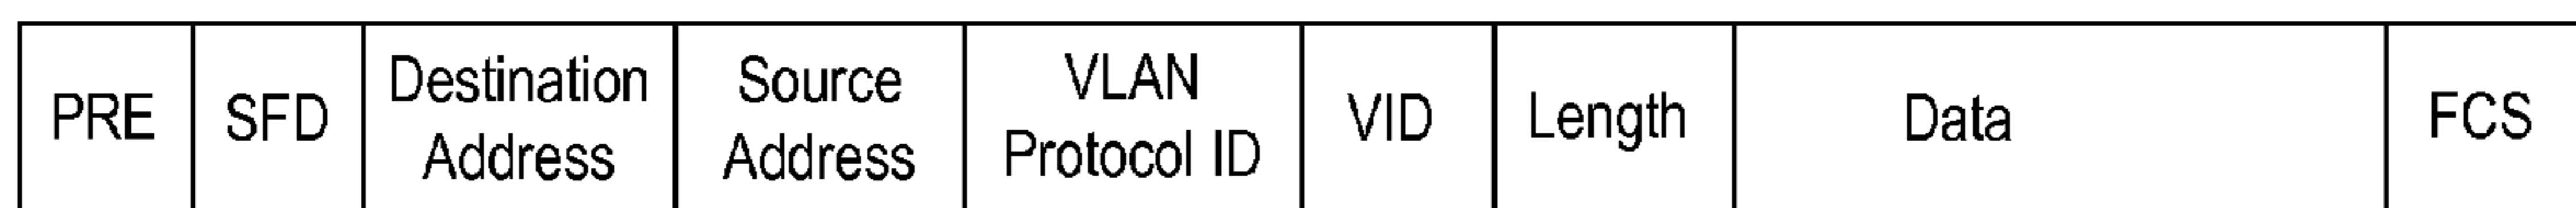 PRE
SFD
Destination
Address
Source
Address
VLAN
Protocol ID
VID
Length
Data
FCS